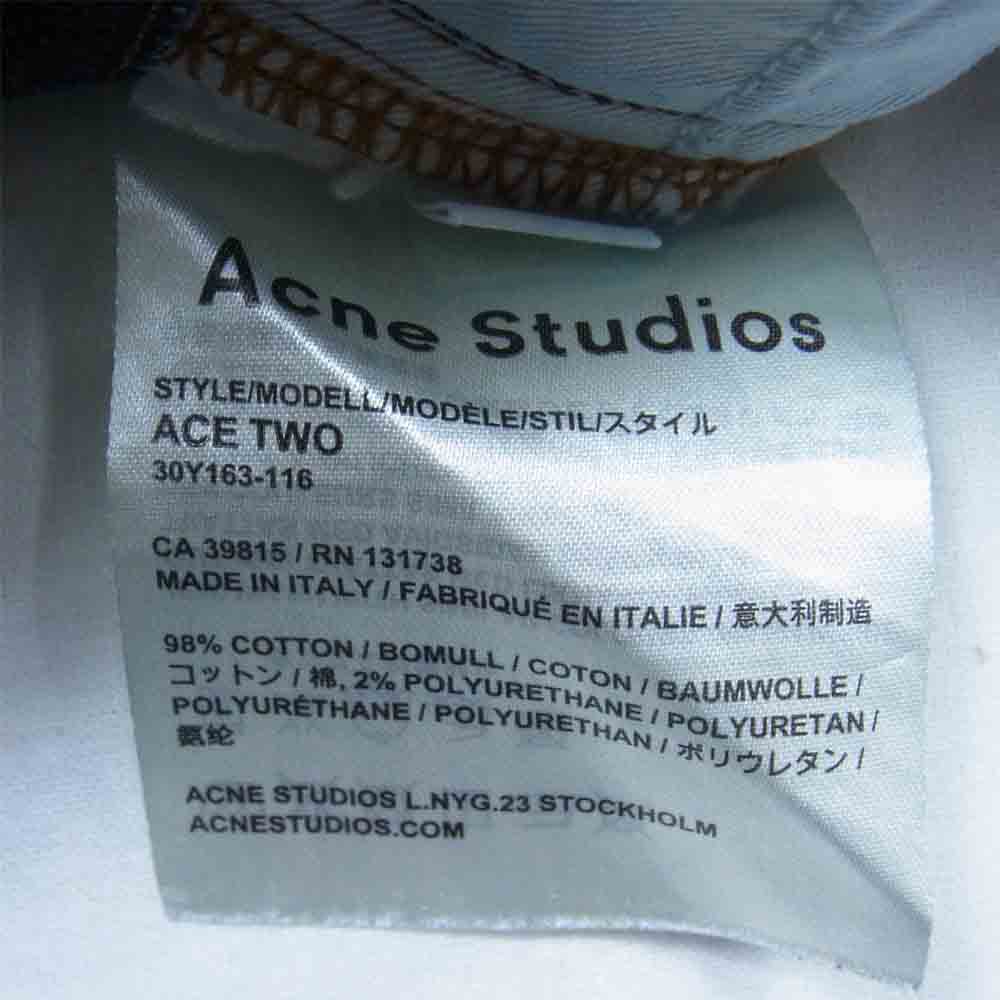 Acne Studios
STYLE/MODELL/MODÈLE/STIL/スタイル
ACE TWO
30Y163-116
CA 39815 / RN 131738
MADE IN ITALY / FABRIQUÉ EN ITALIE / 意大利制造
98% COTTON / BOMULL / COTON / BAUMWOLLE /
コットン / 棉, 2% POLYURETHANE / POLYURETAN /
POLYURÉTHANE / POLYURETHAN / ポリウレタン /
氨纶
ACNE STUDIOS L.NYG.23 STOCKHOLM
ACNESTUDIOS.COM